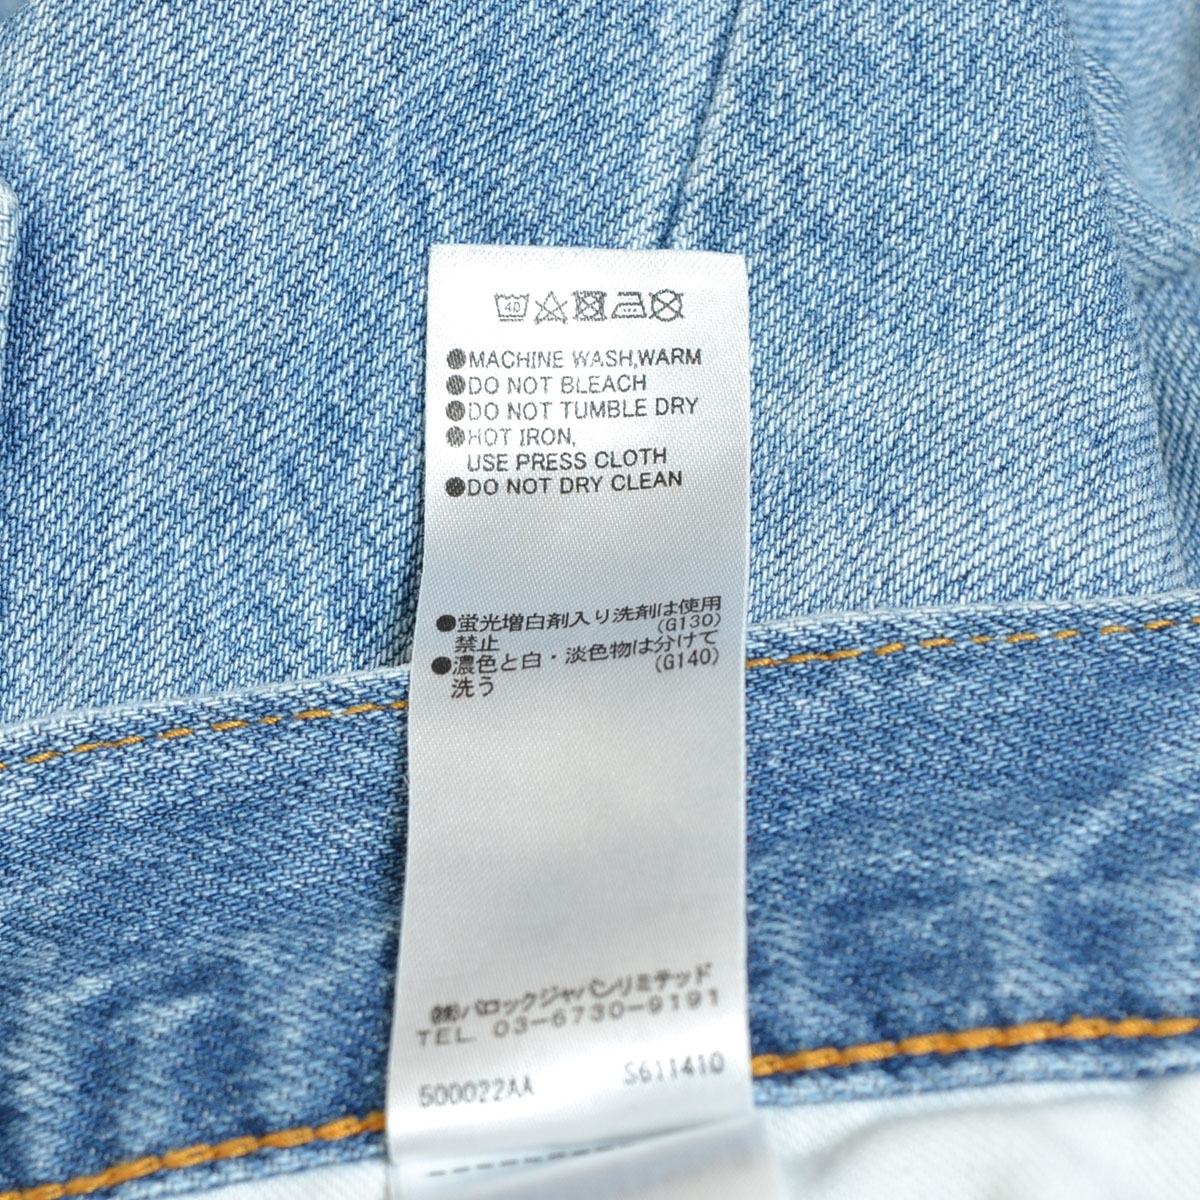 40
●MACHINE WASH,WARM
●DO NOT BLEACH
●DO NOT TUMBLE DRY
●HOT IRON,
USE PRESS CLOTH
●DO NOT DRY CLEAN
●蛍光増白剤入り洗剤は使用
禁止 (G130)
●濃色と白・淡色物は分けて
洗う (G140)
㈱バロックジャパンリミテッド
TEL. 03-6730-9191
500022AA S611410